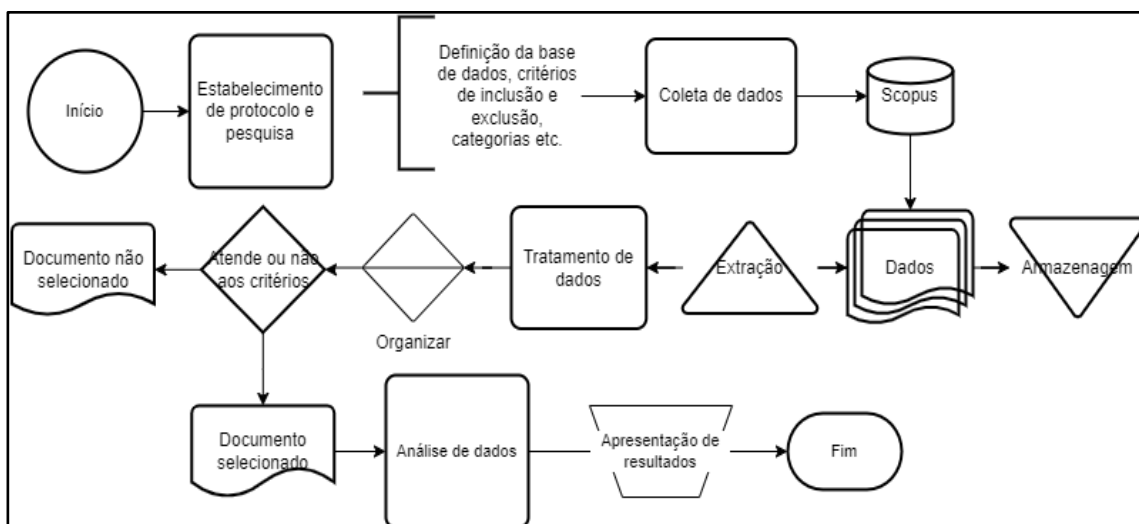 Início
Estabelecimento
de protocolo e
pesquisa
Definição da base
de dados, critérios
de inclusão e
exclusão,
categorias etc.
Coleta de dados
Scopus
Documento não
selecionado
Atende ou não
aos critérios
Organizar
Tratamento de
dados
Extração
Dados
Armazenagem
Documento
selecionado
Análise de dados
Apresentação de
resultados
Fim